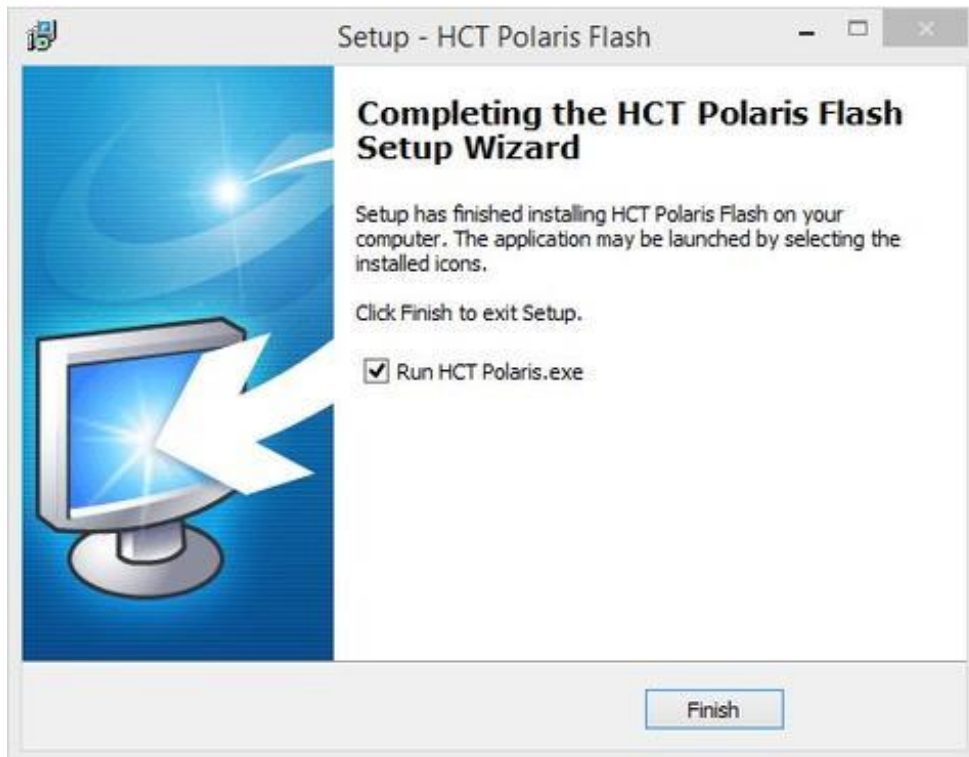 Setup - HCT Polaris Flash
Completing the HCT Polaris Flash
Setup Wizard
Setup has finished installing HCT Polaris Flash on your
computer. The application may be launched by selecting the
installed icons.
Click Finish to exit Setup.
Run HCT Polaris.exe
Finish